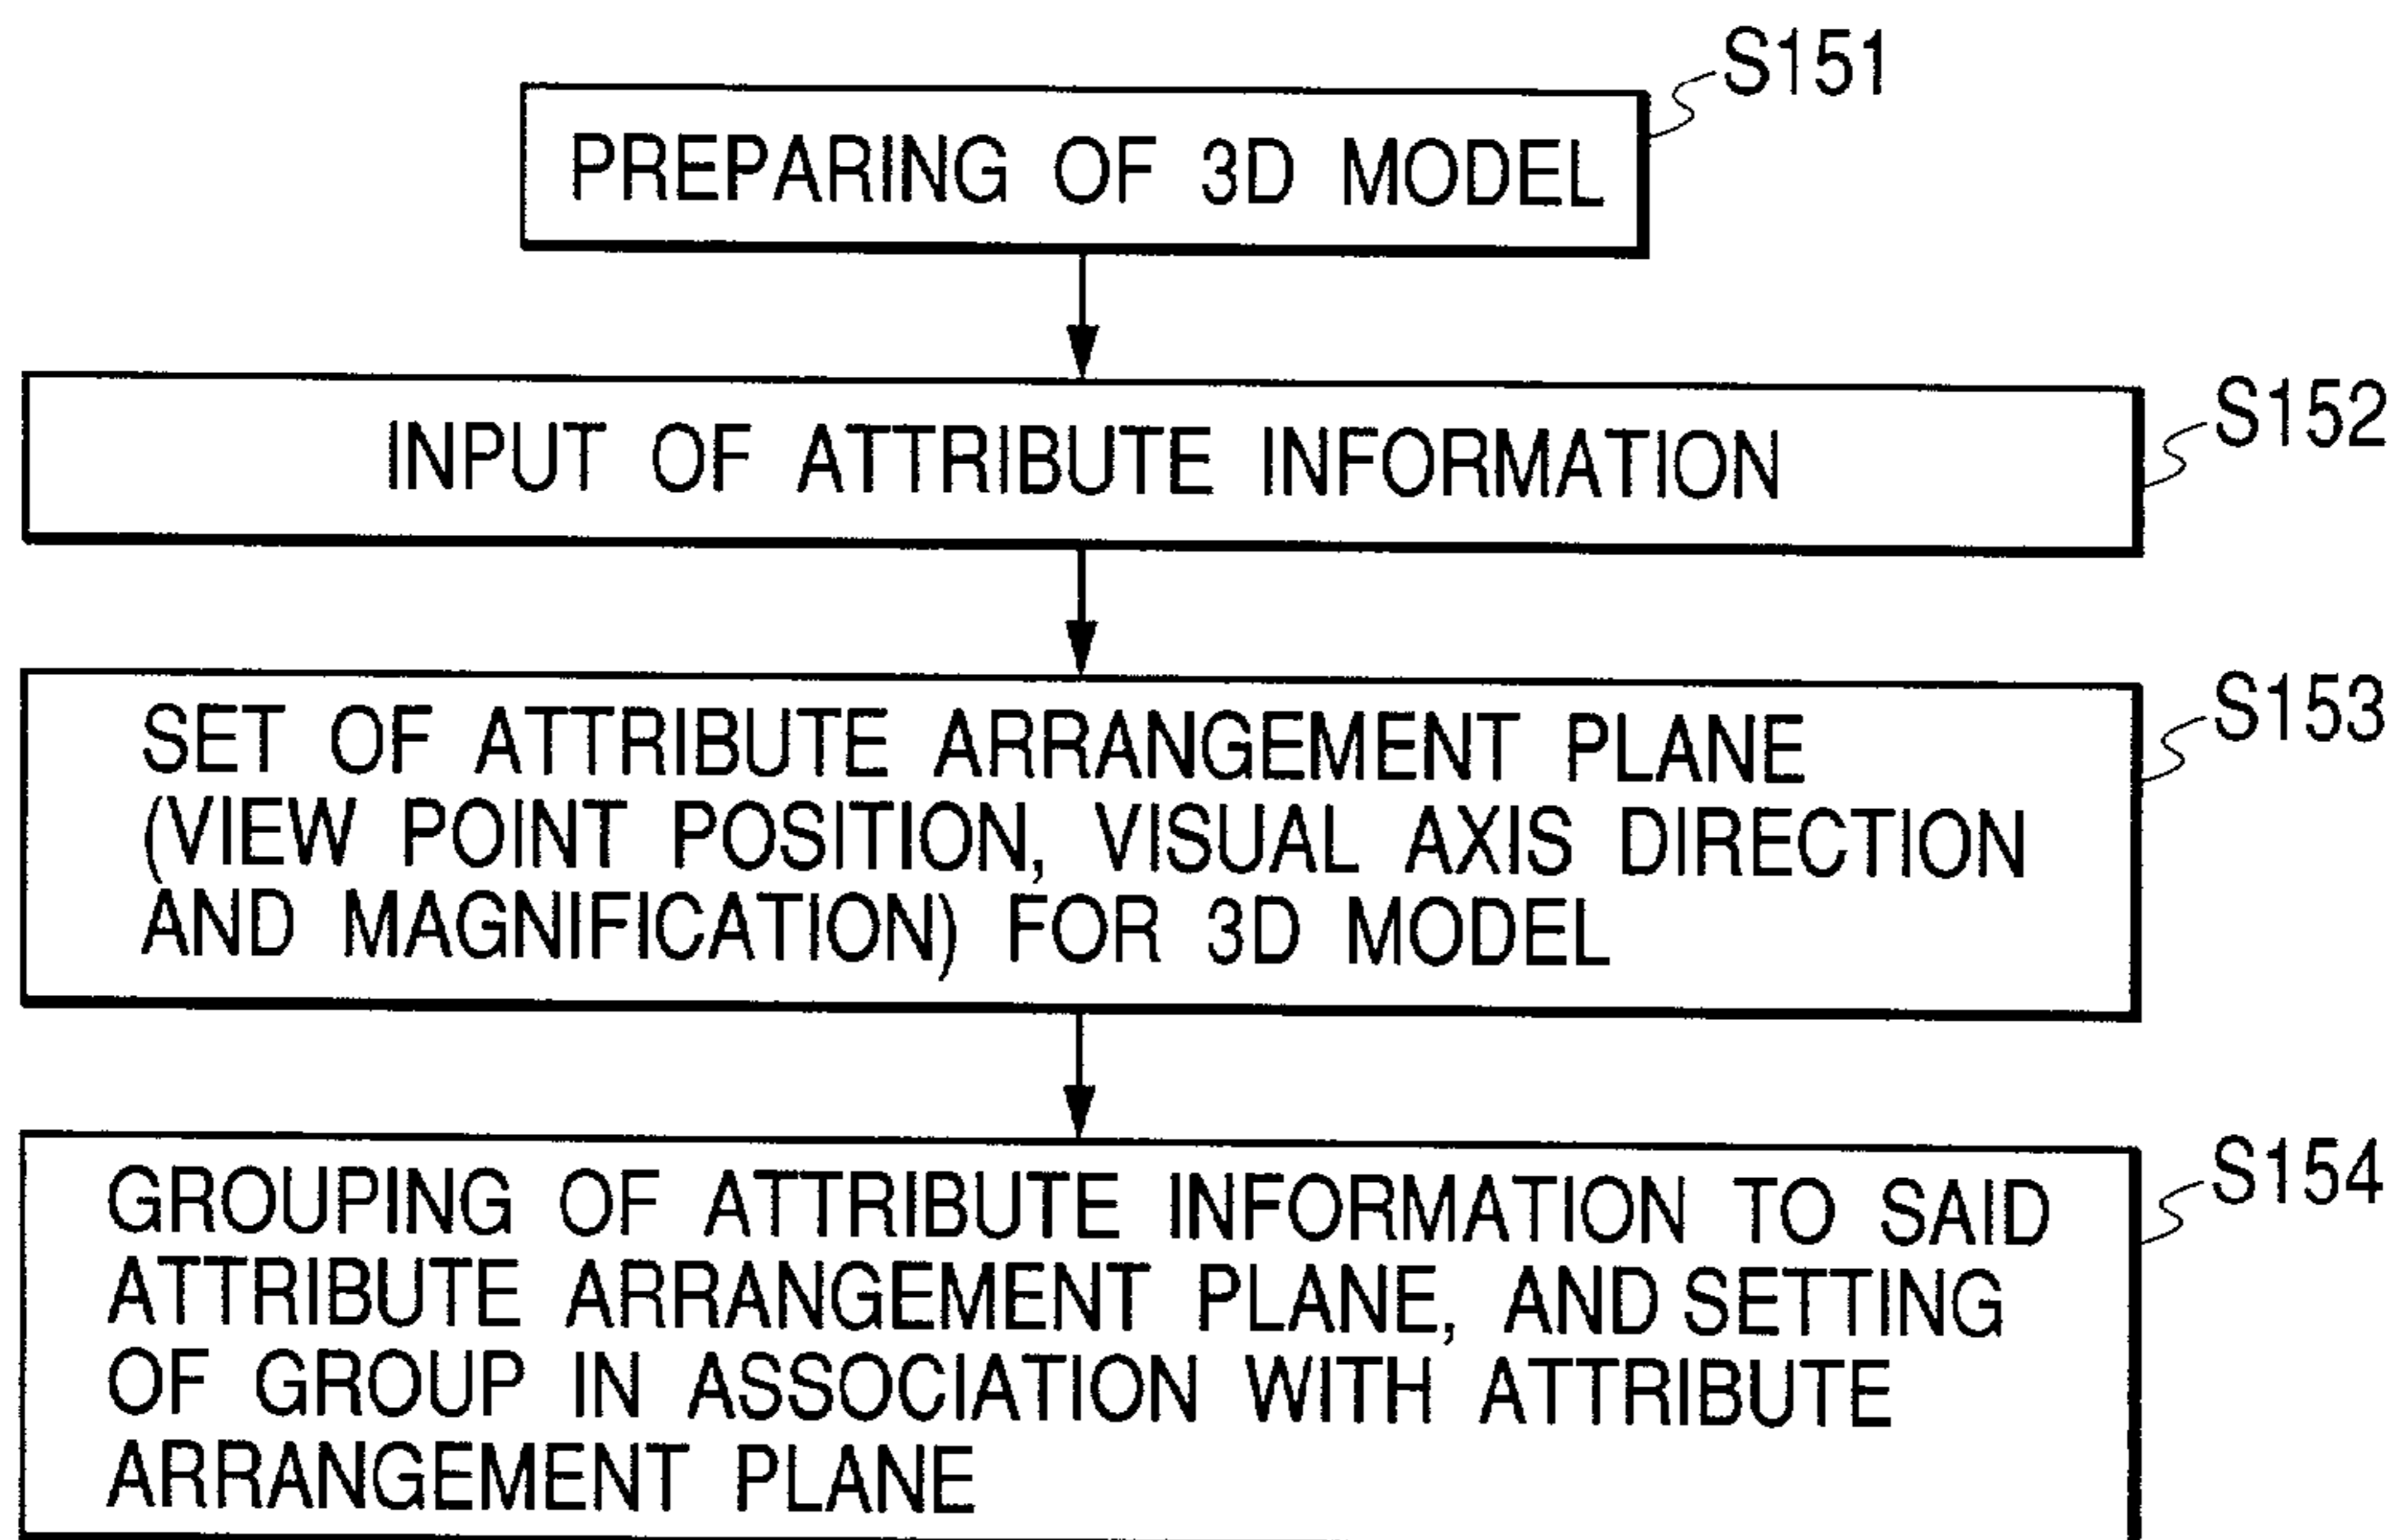 S151
PREPARING OF 3D MODEL
S152
INPUT OF ATTRIBUTE INFORMATION
S153
SET OF ATTRIBUTE ARRANGEMENT PLANE
(VIEW POINT POSITION, VISUAL AXIS DIRECTION
AND MAGNIFICATION) FOR 3D MODEL
S154
GROUPING OF ATTRIBUTE INFORMATION TO SAID
ATTRIBUTE ARRANGEMENT PLANE, AND SETTING
OF GROUP IN ASSOCIATION WITH ATTRIBUTE
ARRANGEMENT PLANE